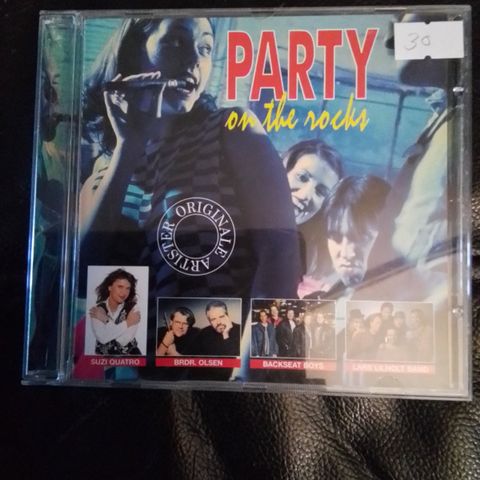 30
PARTY
on the rocks
ORIGINALE ARTISTER
SUZI QUATRO
BRDR. OLSEN
BACKSEAT BOYS
LARS LILHOLT BAND